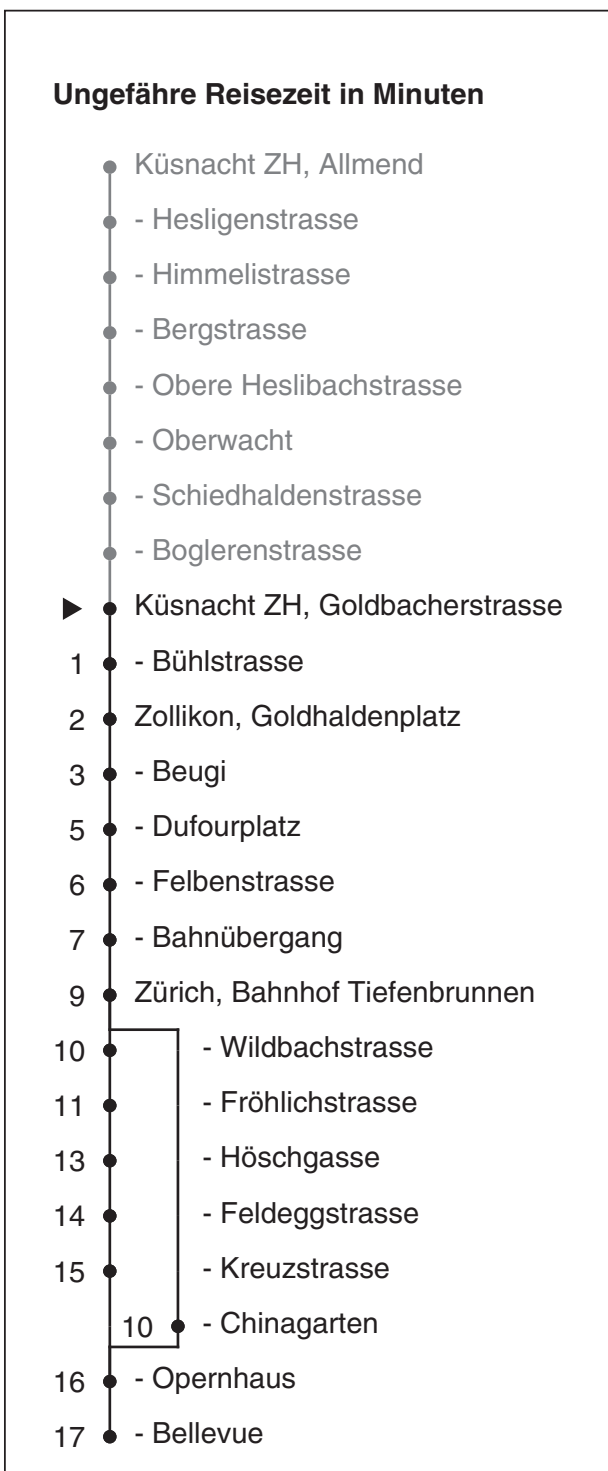 Ungefähre Reisezeit in Minuten
Küsnacht ZH, Allmend
- Hesligenstrasse
- Himmelistrasse
- Bergstrasse
- Obere Heslibachstrasse
- Oberwacht
- Schiedhaldenstrasse
- Boglerenstrasse
Küsnacht ZH, Goldbacherstrasse
1 - Bühlstrasse
2 Zollikon, Goldhaldenplatz
3 - Beugi
5 - Dufourplatz
6 - Felbenstrasse
7 - Bahnübergang
9 Zürich, Bahnhof Tiefenbrunnen
10 - Wildbachstrasse
11 - Fröhlichstrasse
13 - Höschgasse
14 - Feldeggstrasse
15 - Kreuzstrasse
10 - Chinagarten
16 - Opernhaus
17 - Bellevue